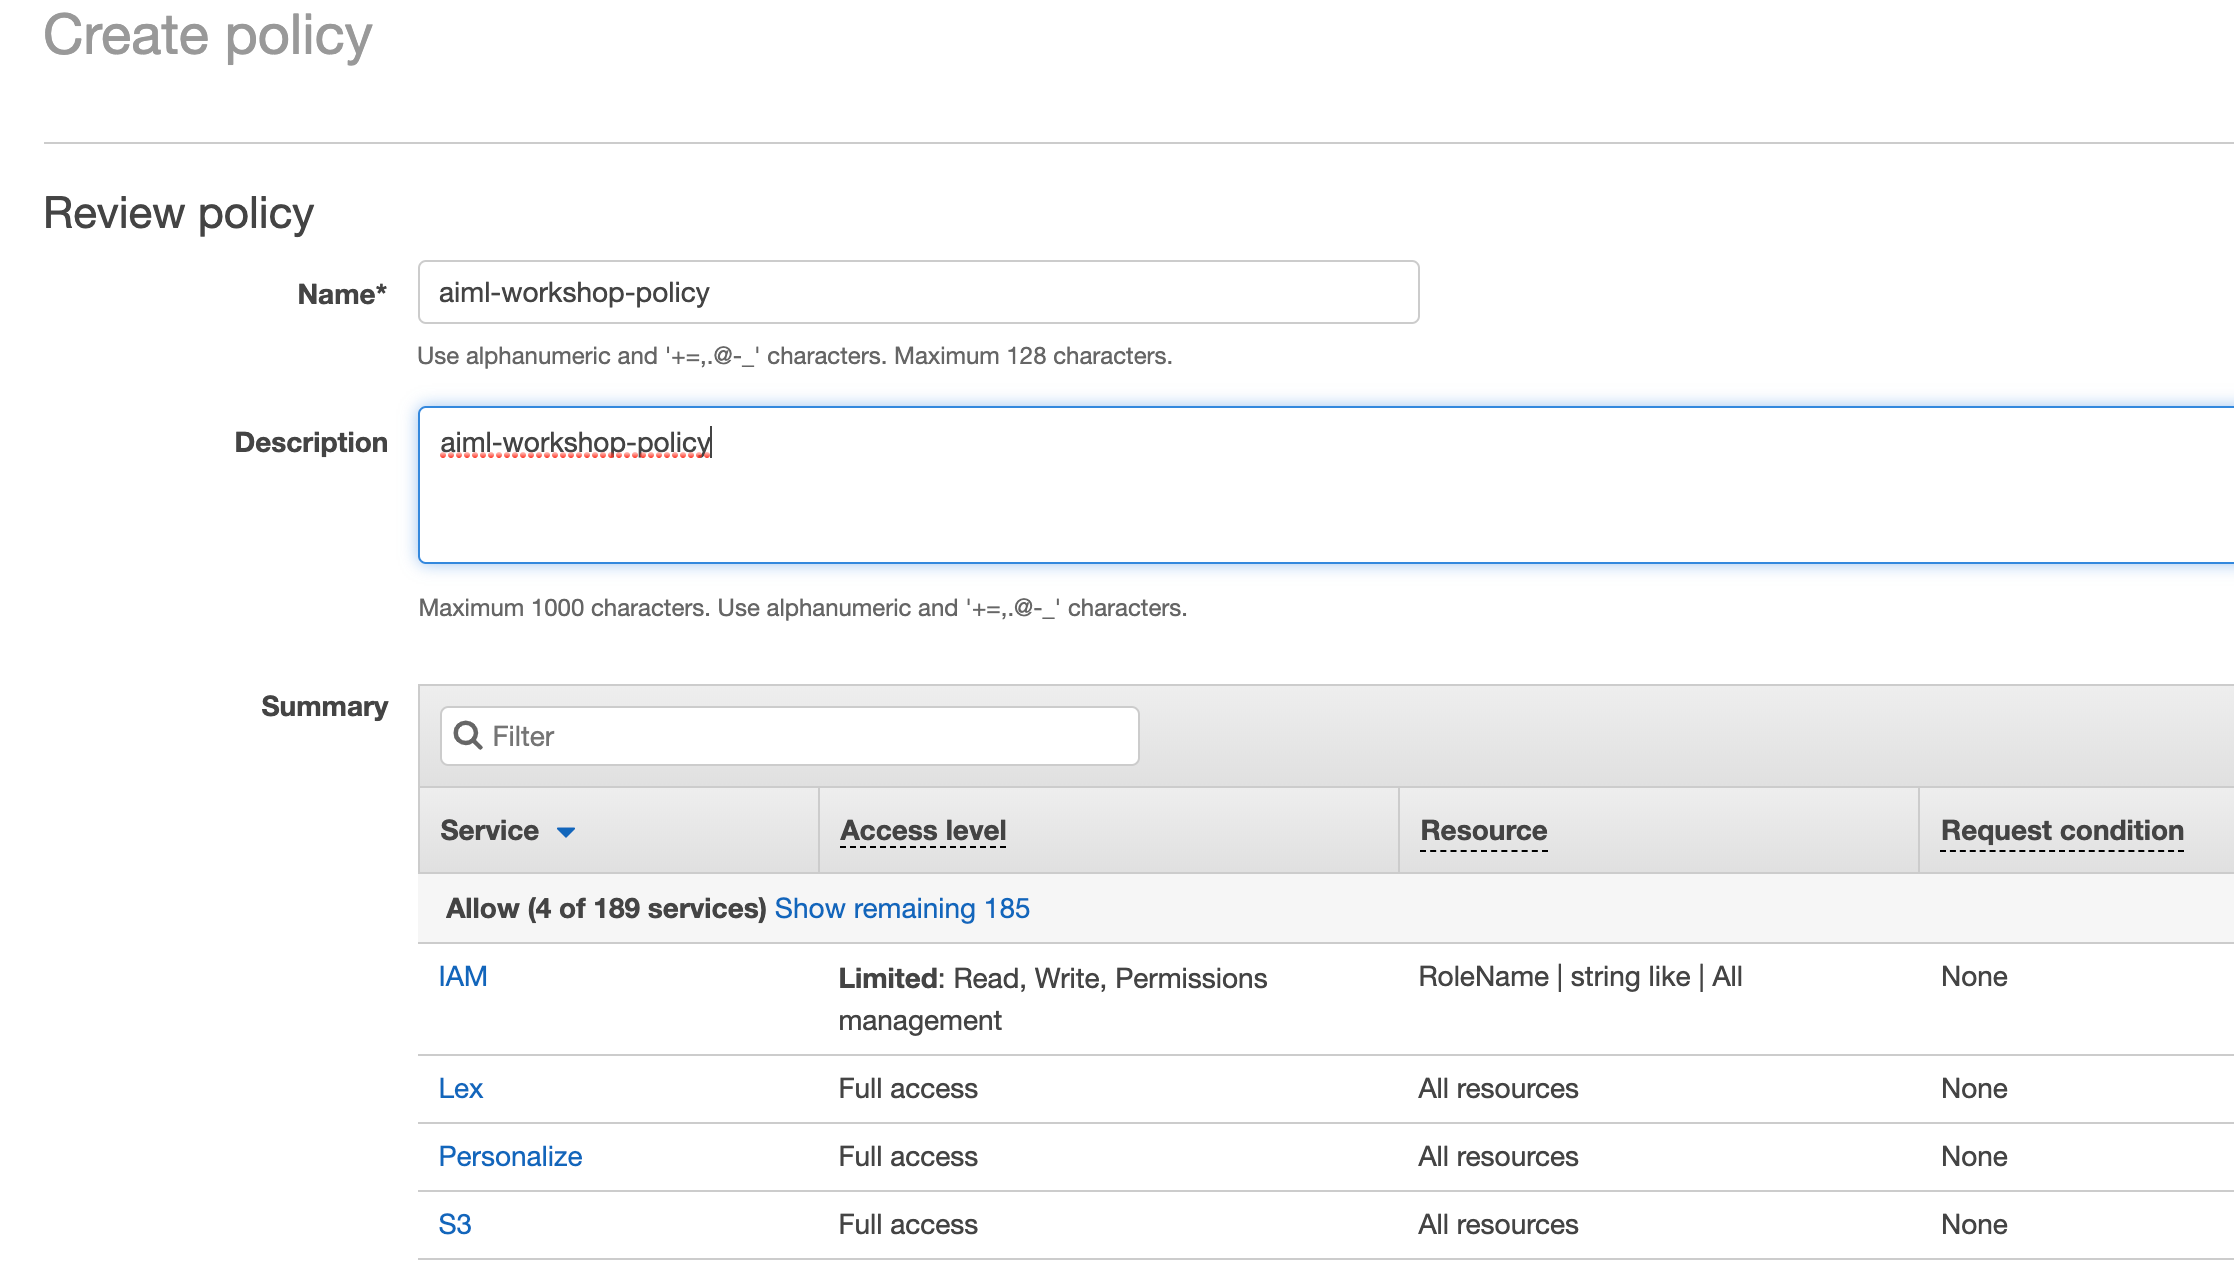 Create policy
Review policy
Name*
aiml-workshop-policy
Use alphanumeric and '+=,.@-_' characters. Maximum 128 characters.
Description
aiml-workshop-policy
Maximum 1000 characters. Use alphanumeric and '+=,.@-_' characters.
Summary
Filter
Service Access level Resource Request condition
Allow (4 of 189 services) Show remaining 185
IAM Limited: Read, Write, Permissions RoleName | string like | All None
management
Lex Full access All resources None
Personalize Full access All resources None
S3 Full access All resources None